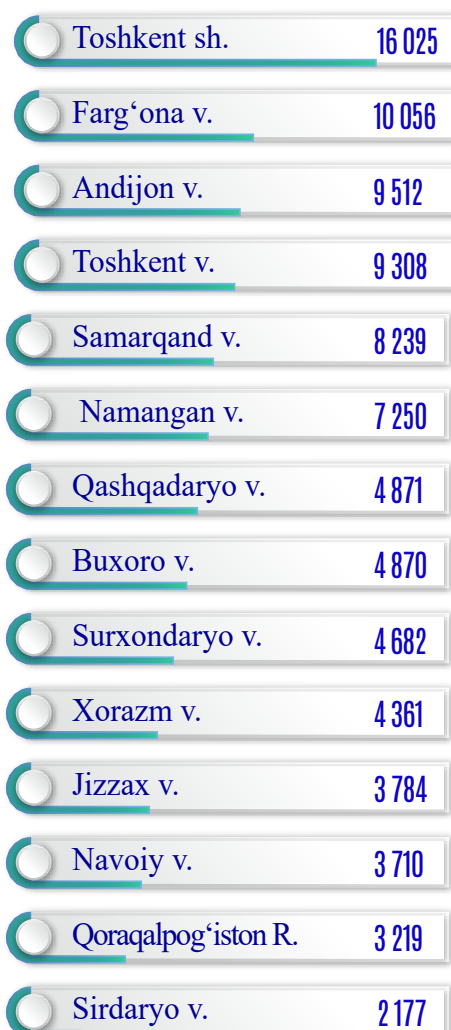 Toshkent sh. 16 025
Farg‘ona v. 10 056
Andijon v. 9 512
Toshkent v. 9 308
Samarqand v. 8 239
Namangan v. 7 250
Qashqadaryo v. 4 871
Buxoro v. 4 870
Surxondaryo v. 4 682
Xorazm v. 4 361
Jizzax v. 3 784
Navoiy v. 3 710
Qoraqalpog‘iston R. 3 219
Sirdaryo v. 2 177